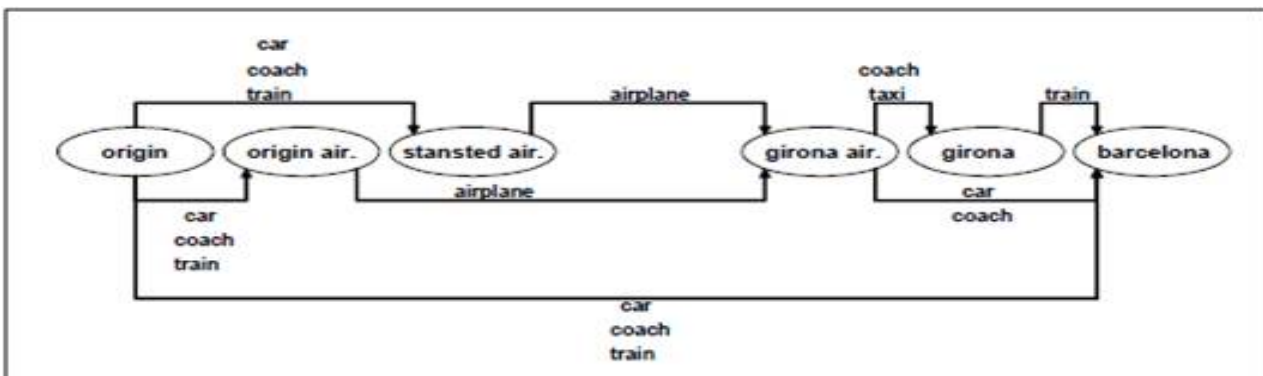 car
coach
train
airplane
coach
taxi
train
origin
origin air.
stansted air.
girona air.
girona
barcelona
airplane
car
coach
train
car
coach
car
coach
train